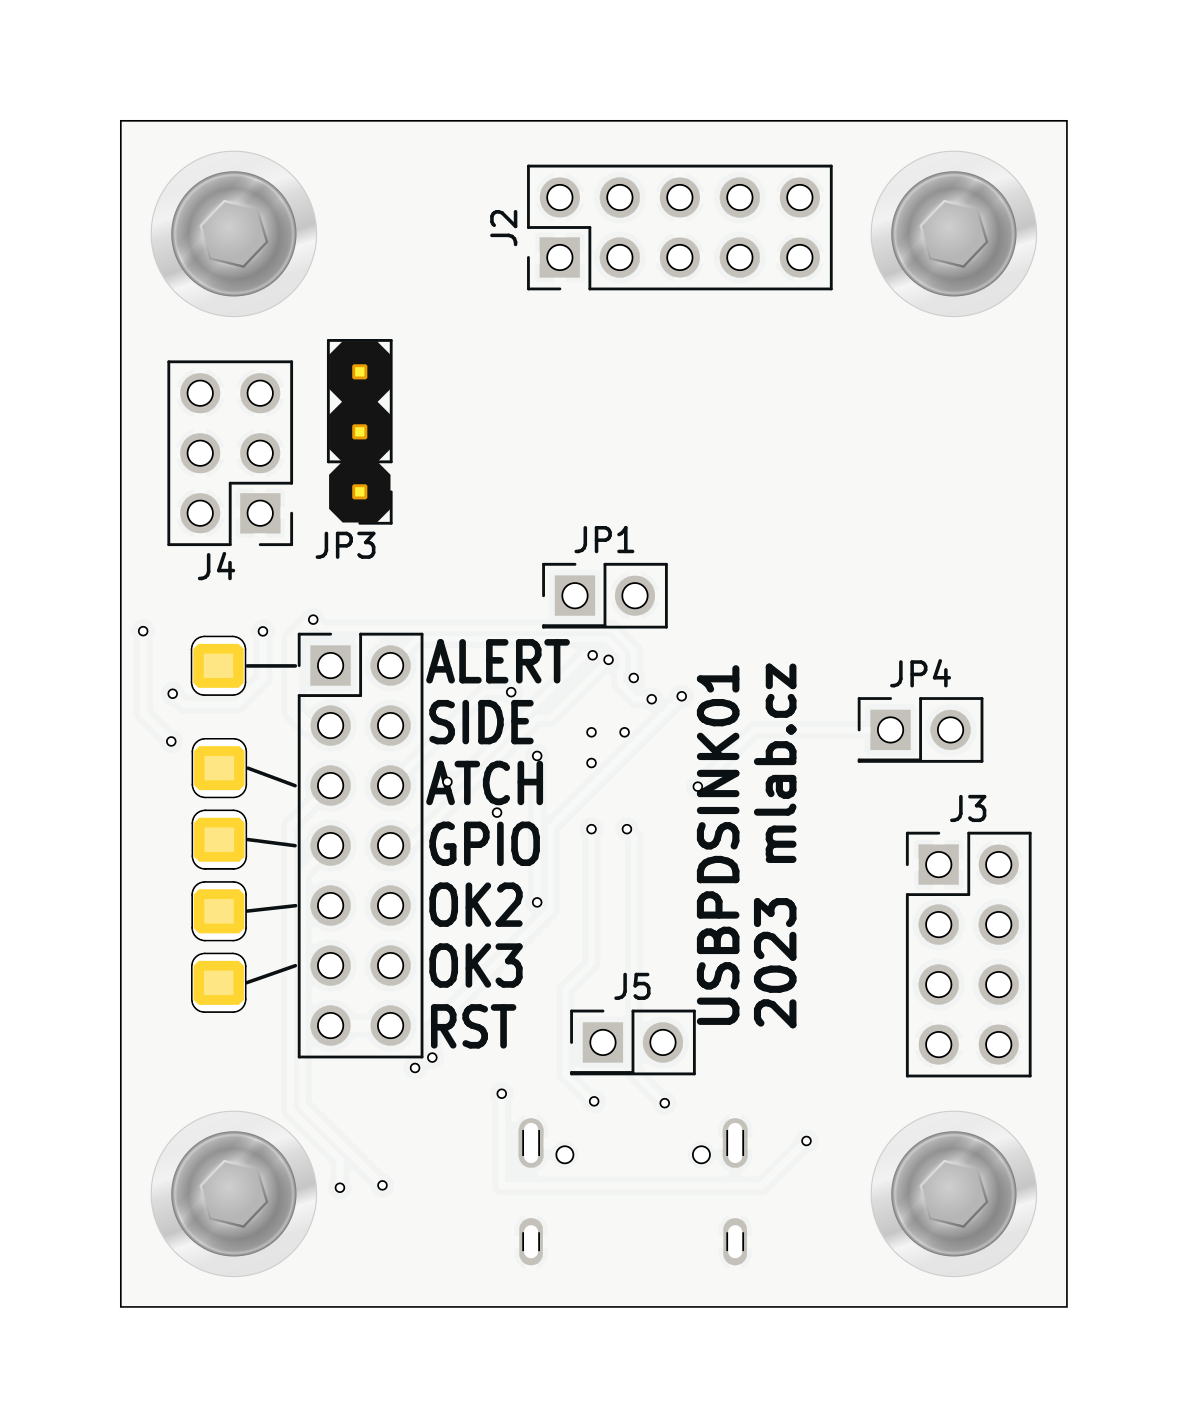 J2
J4
JP3
JP1
JP4
J3
ALERT
SIDE
ATCH
GPIO
OK2
OK3
RST
USBPDSINK01
2023 mlab.cz
J5